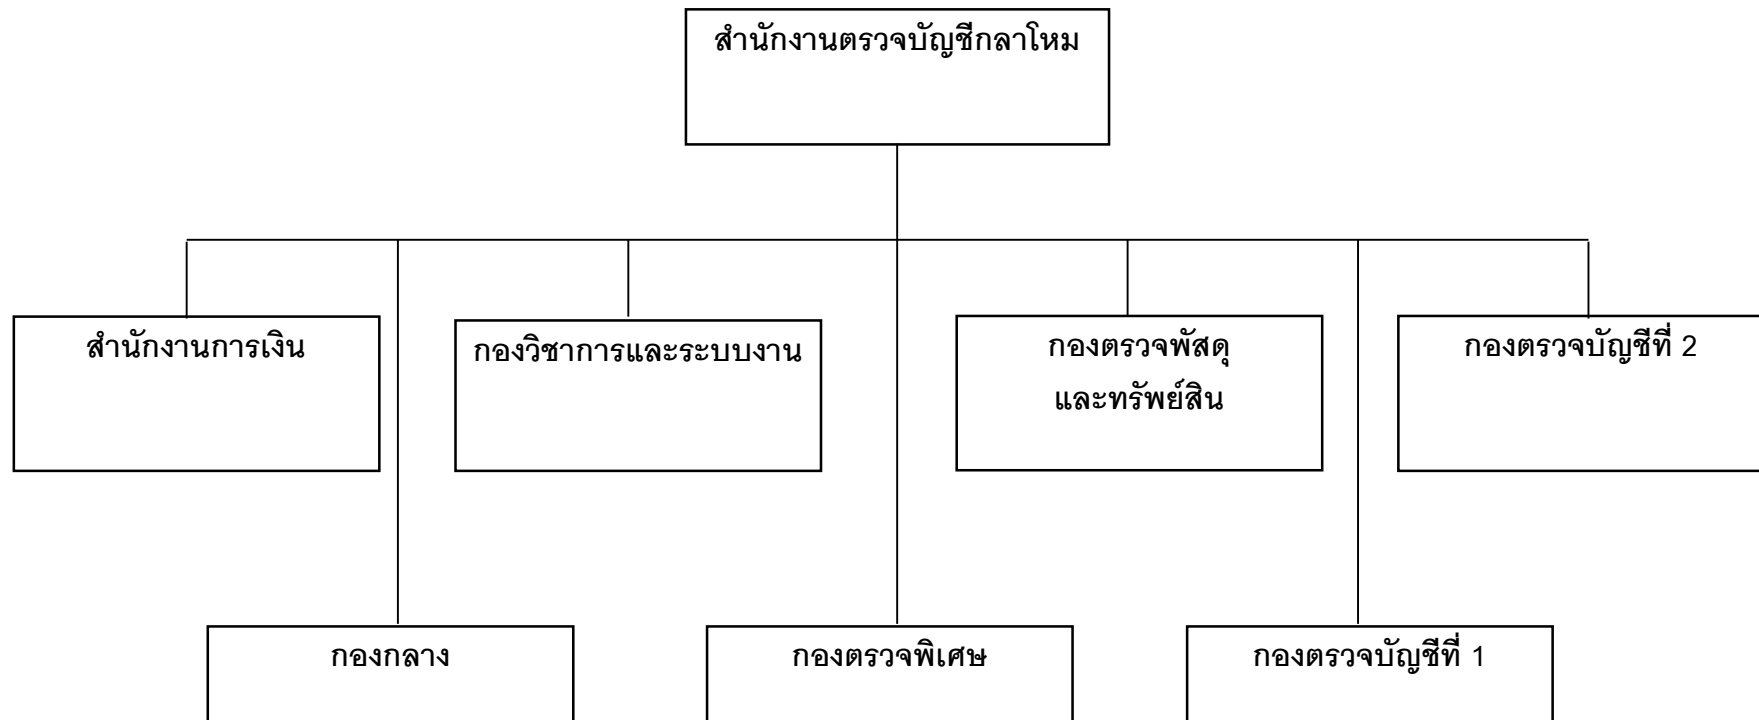 สำนักงานตรวจบัญชีกลาโหม
สำนักงานการเงิน
กองวิชาการและระบบงาน
กองตรวจพัสดุ
และทรัพย์สิน
กองตรวจบัญชีที่ 2
กองกลาง
กองตรวจพิเศษ
กองตรวจบัญชีที่ 1